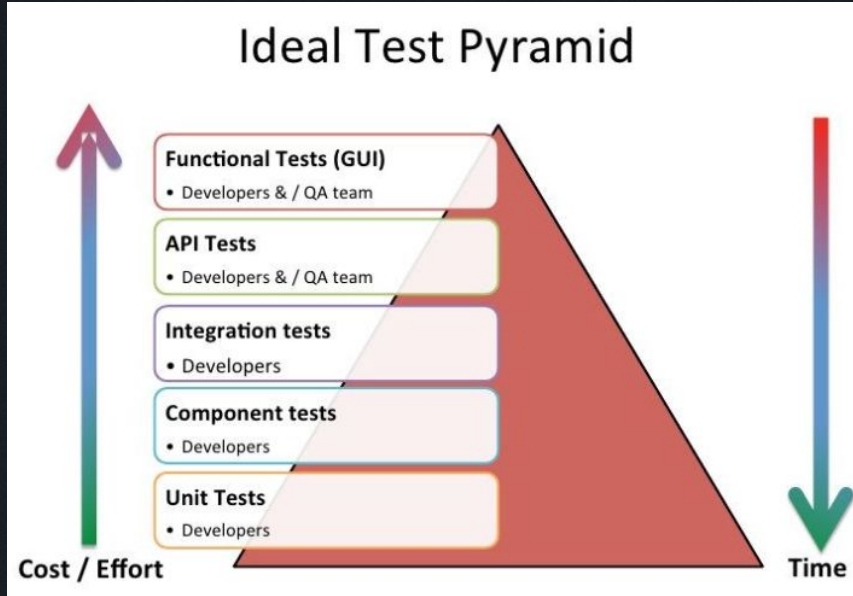 Ideal Test Pyramid
Functional Tests (GUI)
• Developers & / QA team
API Tests
• Developers & / QA team
Integration tests
• Developers
Component tests
• Developers
Unit Tests
• Developers
Cost / Effort
Time